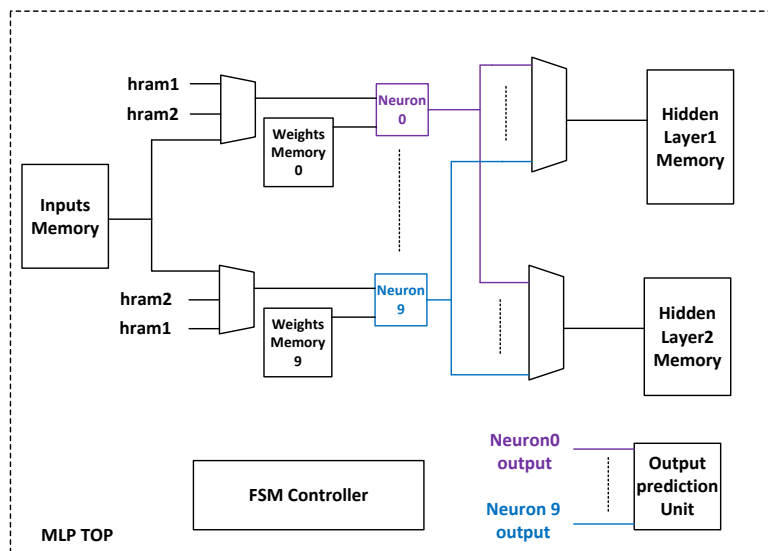 hram1
hram2
Neuron
0
Weights
Memory
0
Hidden
Layer1
Memory
Inputs
Memory
hram2
hram1
Neuron
9
Weights
Memory
9
Hidden
Layer2
Memory
FSM Controller
Neuron0
output
Neuron 9
output
Output
prediction
Unit
MLP TOP